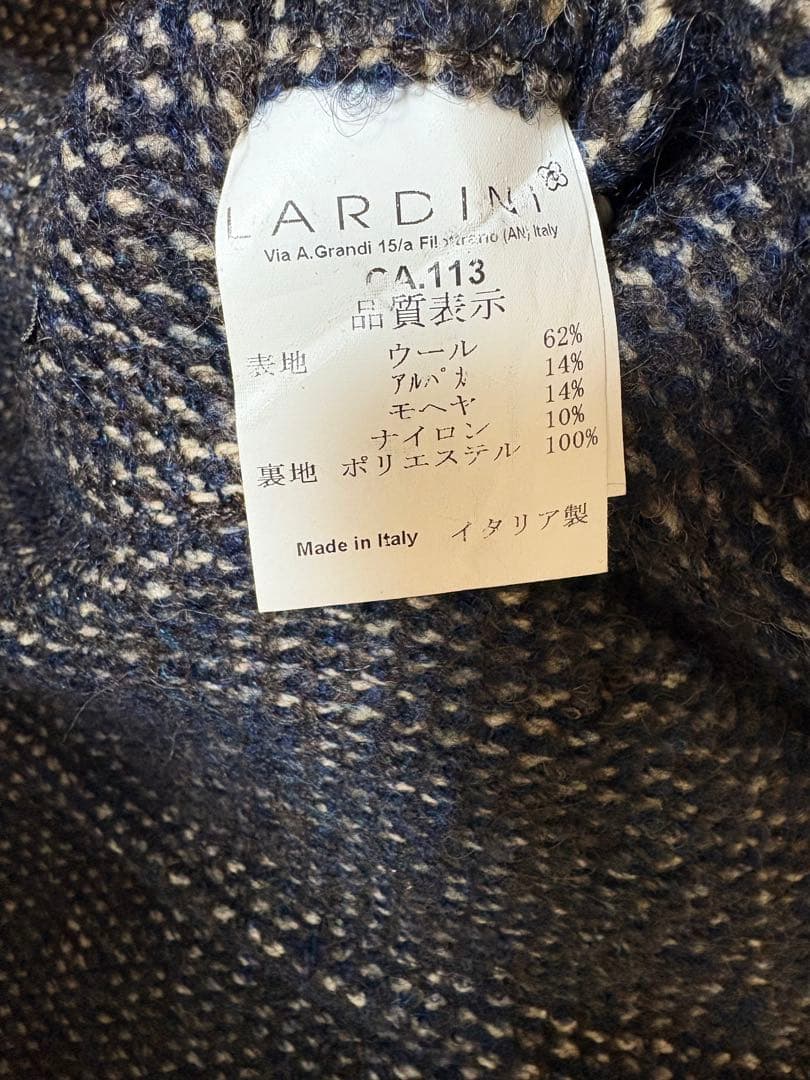 LARDINI
Via A.Grandi 15/a Filottrano (AN) Italy
CA.113
品質表示
表地 ウール 62%
アルパカ 14%
モヘヤ 14%
ナイロン 10%
裏地 ポリエステル 100%
Made in Italy イタリア製